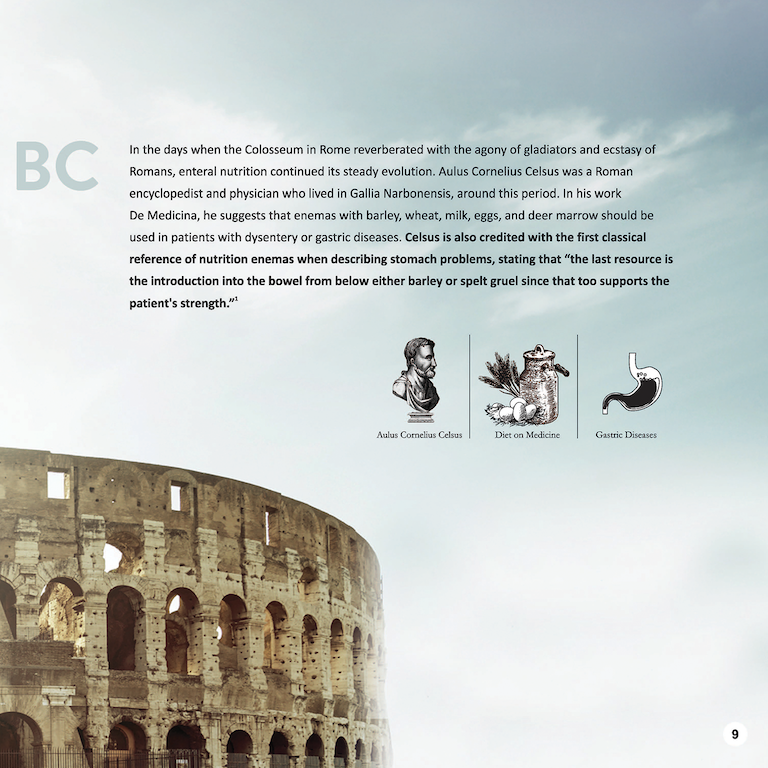 BC
In the days when the Colosseum in Rome reverberated with the agony of gladiators and ecstasy of
Romans, enteral nutrition continued its steady evolution. Aulus Cornelius Celsus was a Roman
encyclopedist and physician who lived in Gallia Narbonensis, around this period. In his work
De Medicina, he suggests that enemas with barley, wheat, milk, eggs, and deer marrow should be
used in patients with dysentery or gastric diseases. Celsus is also credited with the first classical
reference of nutrition enemas when describing stomach problems, stating that “the last resource is
the introduction into the bowel from below either barley or spelt gruel since that too supports the
patient's strength.”1
Aulus Cornelius Celsus
Diet on Medicine
Gastric Diseases
9